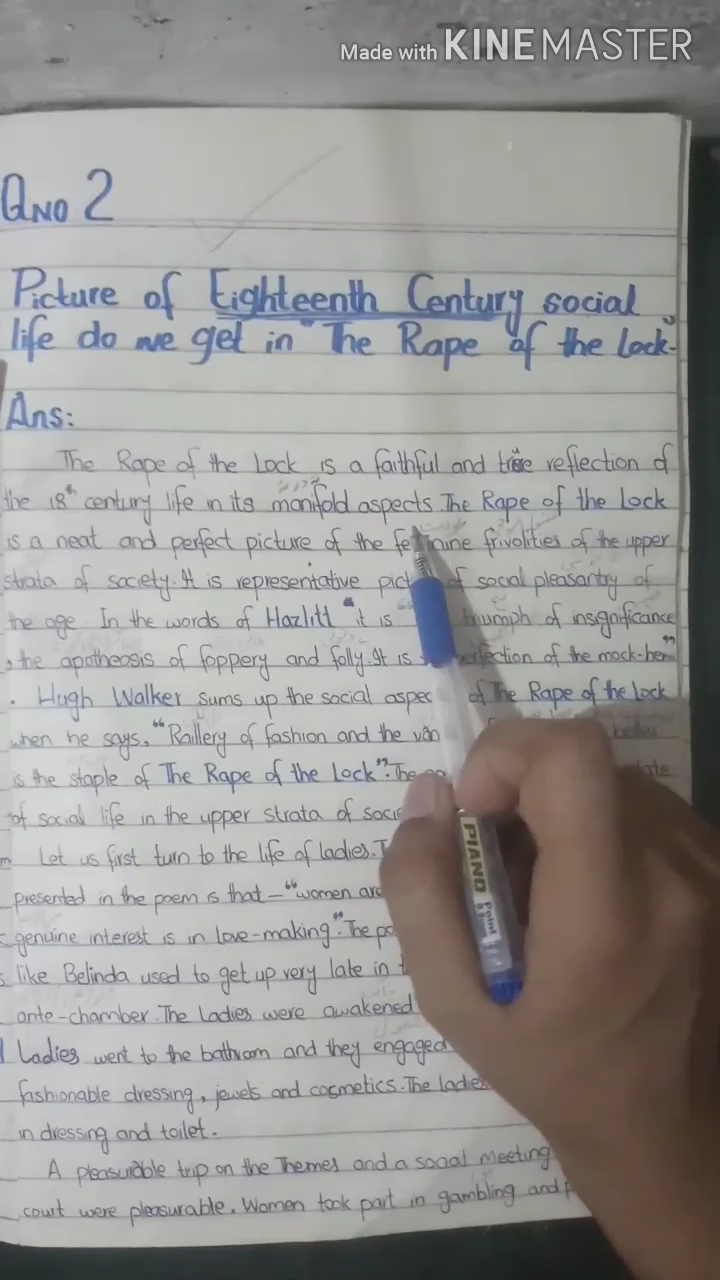 Made with KINEMASTER
QNO 2
Picture of Eighteenth Century social
life do we get in "The Rape of the Lock"
Ans:
The Rape of the Lock is a faithful and true reflection of
the 18th century life in its manifold aspects. The Rape of the Lock
is a neat and perfect picture of the feminine frivolities of the upper
strata of society. It is representative of social pleasantry of
the age. In the words of Hazlitt "it is triumph of insignificance
, the apotheosis of foppery and folly. It is of the mock-
. Hugh Walker sums up the social of The Rape of the Lock
when he says, "Raillery of fashion and the
is the staple of The Rape of the Lock". The
of social life in the upper strata of
Let us first turn to the life of ladies.
presented in the poem is that – "women
genuine interest is in love-making". The
like Belinda used to get up very late in
ante-chamber. The Ladies were awakened
Ladies went to the bathroom and they engaged
fashionable dressing, jewels and cosmetics. The
in dressing and toilet.
A pleasurable trip on the Themes and a social meeting
court were pleasurable. Women took part in gambling and
PIANO
Point